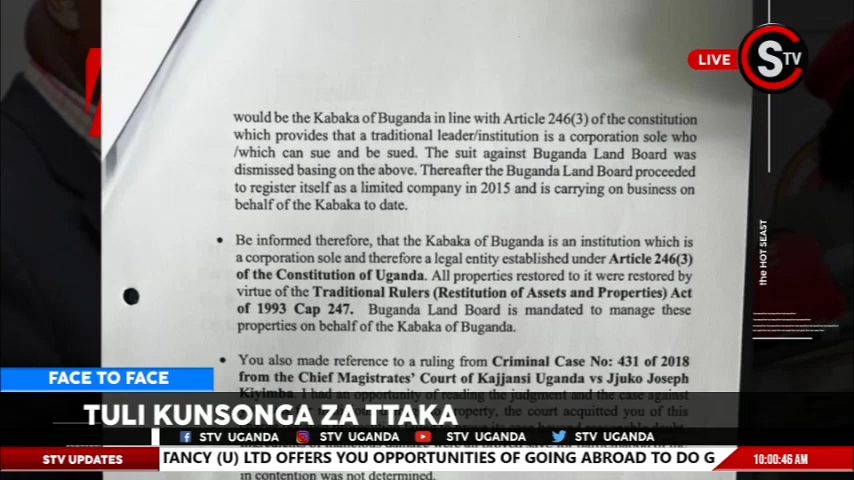 would be the Kabaka of Buganda in line with Article 246(3) of the constitution
which provides that a traditional leader/institution is a corporation sole who
/which can sue and be sued. The suit against Buganda Land Board was
dismissed basing on the above. Thereafter the Buganda Land Board proceeded
to register itself as a limited company in 2015 and is carrying on business on
behalf of the Kabaka to date.
• Be informed therefore, that the Kabaka of Buganda is an institution which is
a corporation sole and therefore a legal entity established under Article 246(3)
of the Constitution of Uganda. All properties restored to it were restored by
virtue of the Traditional Rulers (Restitution of Assets and Properties) Act
of 1993 Cap 247. Buganda Land Board is mandated to manage these
properties on behalf of the Kabaka of Buganda.
• You also made reference to a ruling from Criminal Case No: 431 of 2018
from the Chief Magistrates' Court of Kajjansi Uganda vs Jjuko Joseph
Kiyimba. I had an opportunity of reading the judgment and the case against
property, the court acquitted you of this
in contention was not determined.
LIVE
STV
the HOT SEAST
FACE TO FACE
TULI KUNSONGA ZA TTAKA
STV UGANDA
STV UGANDA
STV UGANDA
STV UGANDA
STV UPDATES
TANCY (U) LTD OFFERS YOU OPPORTUNITIES OF GOING ABROAD TO DO G
10:00:46 AM